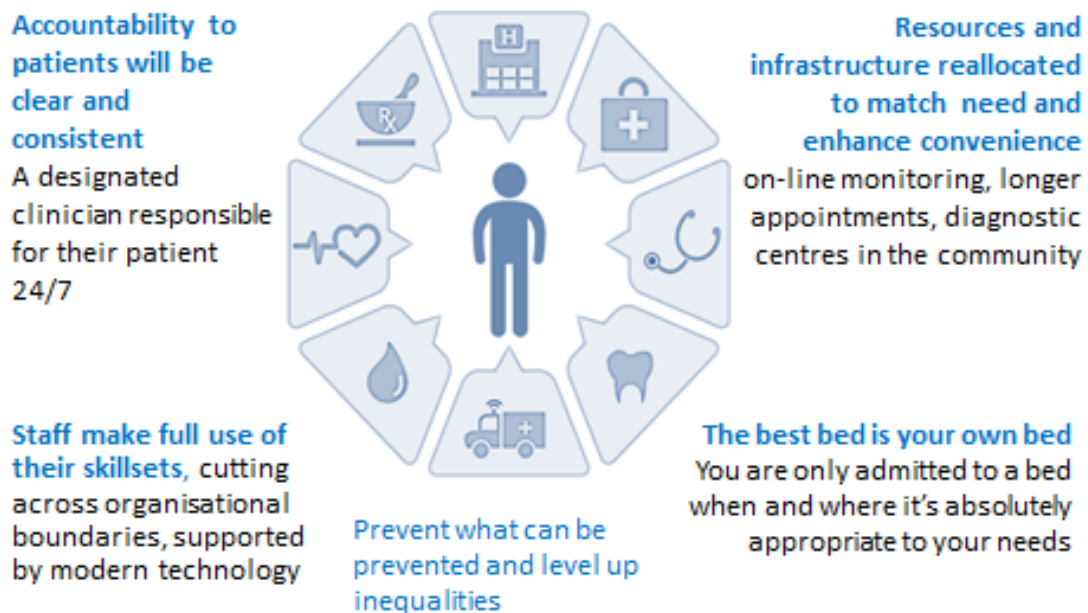 Accountability to
patients will be
clear and
consistent
A designated
clinician responsible
for their patient
24/7
H
RX
Resources and
infrastructure reallocated
to match need and
enhance convenience
on-line monitoring, longer
appointments, diagnostic
centres in the community
Staff make full use of
their skillsets, cutting
across organisational
boundaries, supported
by modern technology
Prevent what can be
prevented and level up
inequalities
The best bed is your own bed
You are only admitted to a bed
when and where it's absolutely
appropriate to your needs